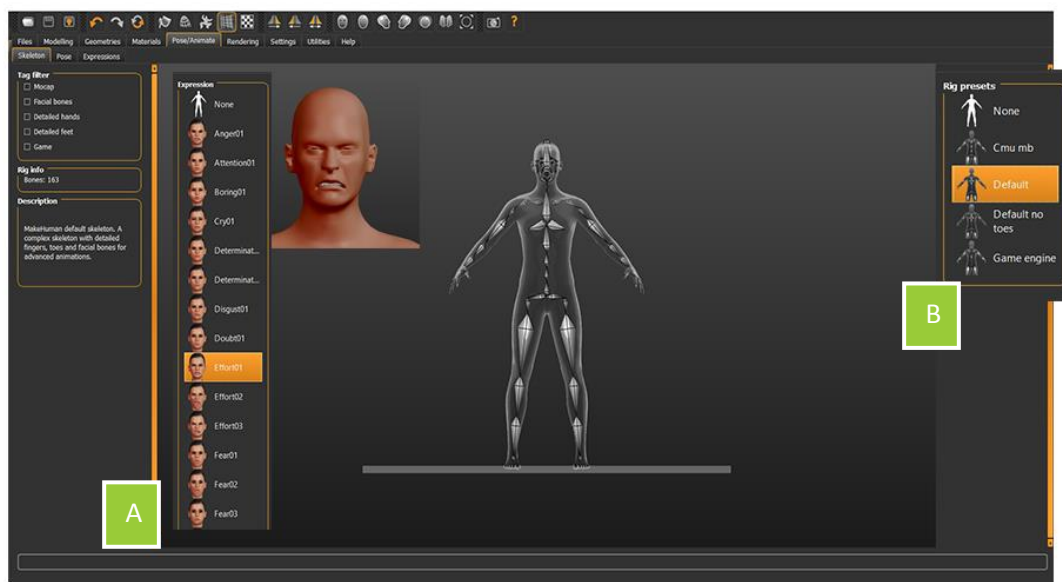 ?
Files Modelling Geometries Materials Pose/Animate Rendering Settings Utilities Help
Skeleton Pose Expressions
Tag filter
Mocap
Facial bones
Detailed hands
Detailed feet
Game
Rig info
Bones: 163
Description
MakeHuman default skeleton. A
complex skeleton with detailed
fingers, toes and facial bones for
advanced animations.
Expression
None
Anger01
Attention01
Boring01
Cry01
Determinat...
Determinat...
Disgust01
Doubt01
Effort01
Effort02
Effort03
Fear01
Fear02
Fear03
A
Rig presets
None
Cmu mb
Default
Default no
toes
Game engine
B